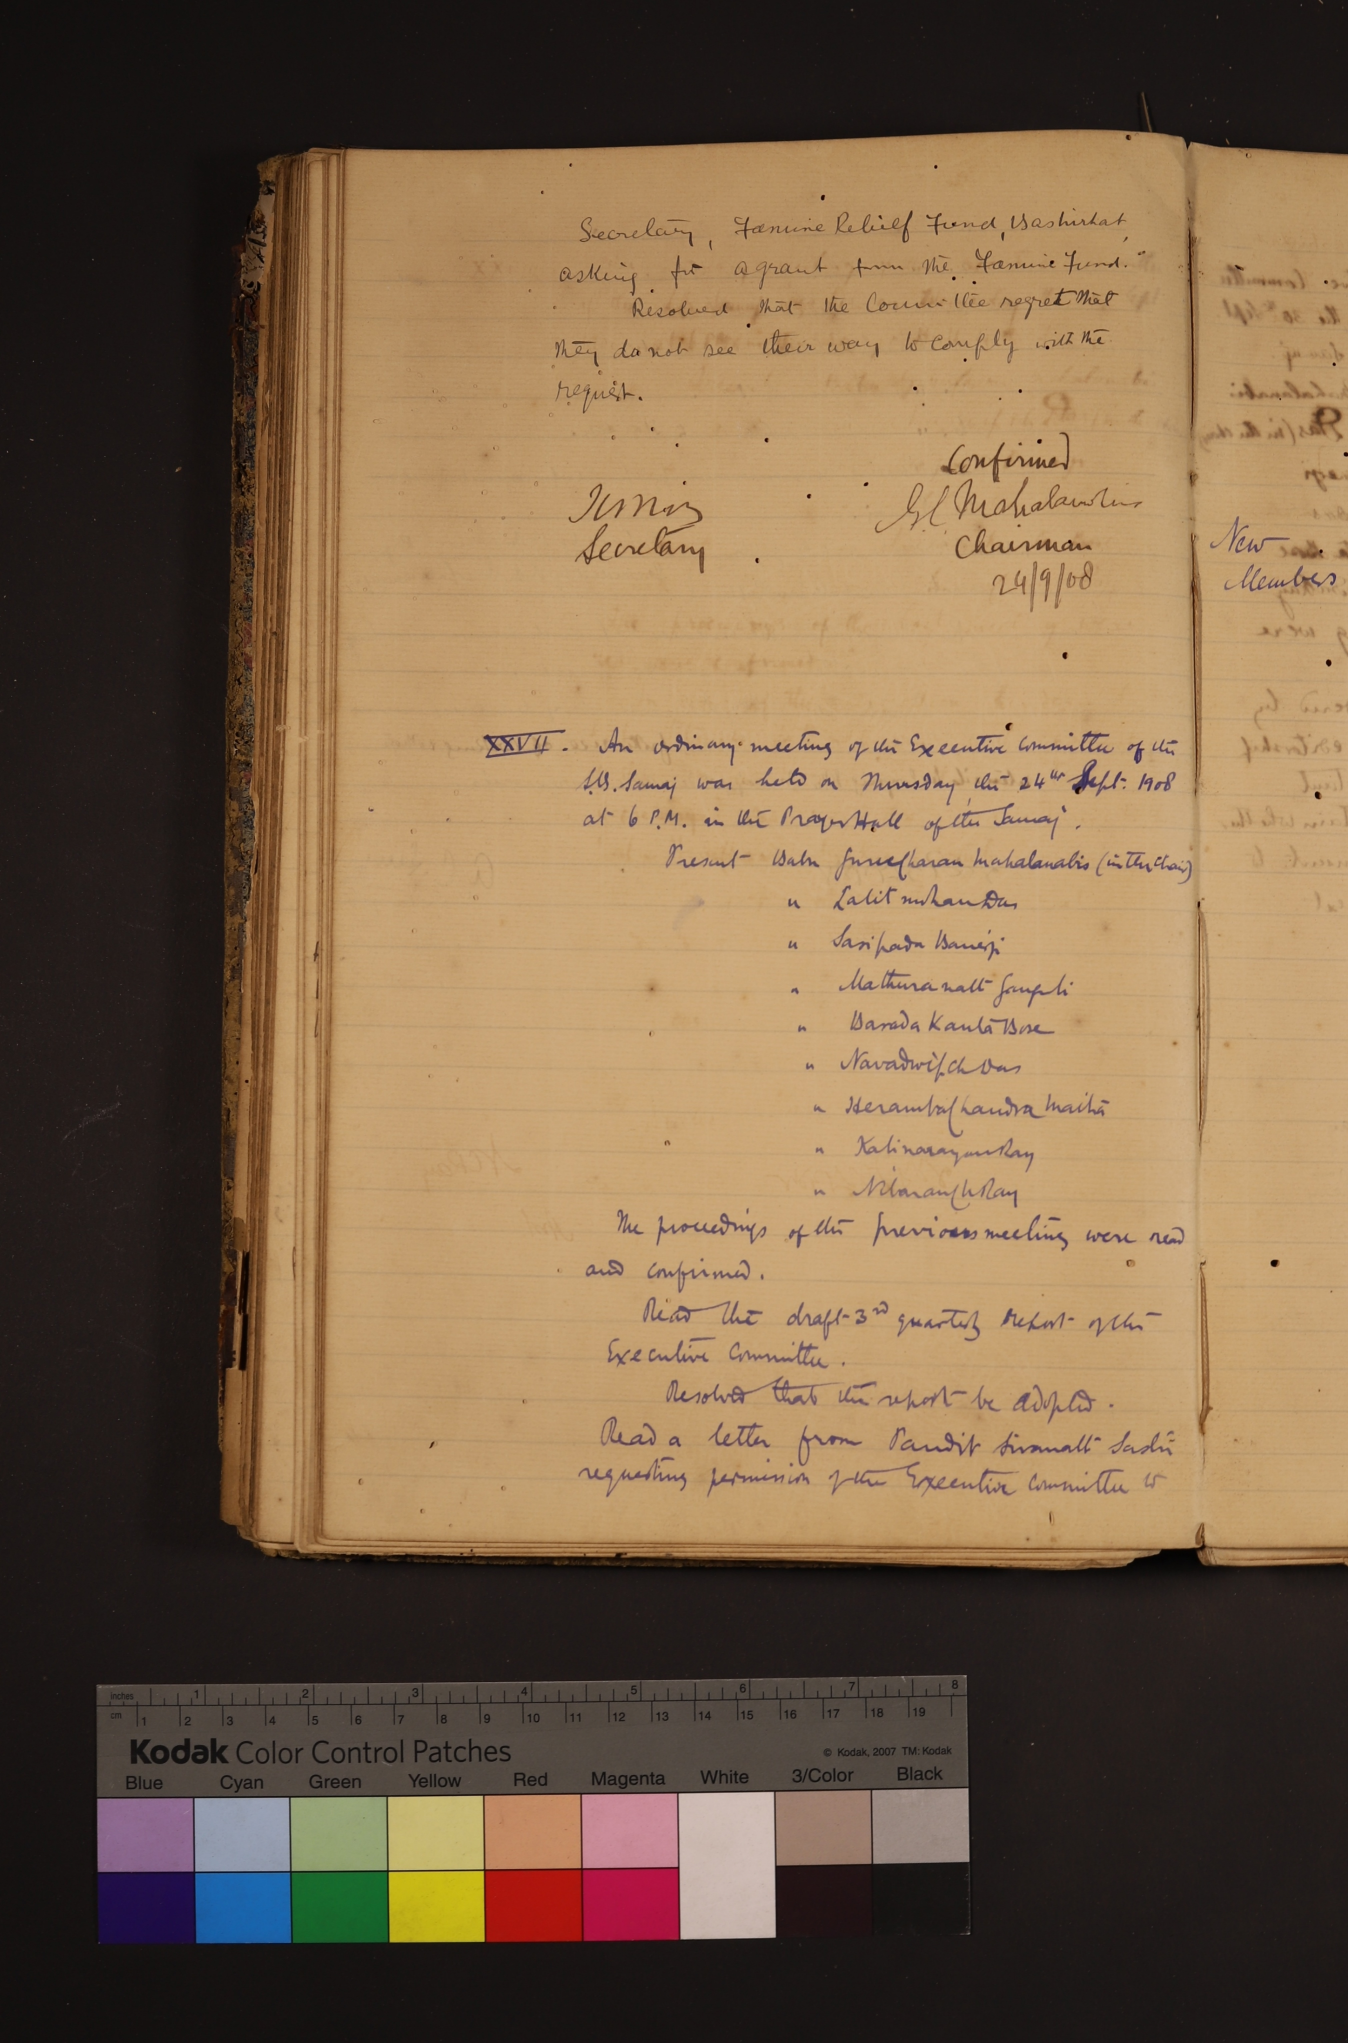 Secretary, Famine Relief Fund, Bashirhat,
asking for a grant from the Famine Fund.
Resolved that the Committee regret that
they do not see their way to comply with the
request.
Confirmed
G C Mahalanobis
Secretary
Chairman
24/9/08
New
Members
XXVII. An ordinary meeting of the Executive Committee of the
S.B. Samaj was held on Thursday, the 24th Sept. 1908
at 6 P.M. in the Prayer Hall of the Samaj.
Present Babu Guru Charan Mahalanabis (in the chair)
" Lalit mohan Das
" Sasipada Banerji
" Mathura nath Ganguli
" Barada Kanta Bose
" Navadwip Ch Das
" Heramba Chandra Maitra
" Kalinarayan Ray
" Nibaran Ch Ray
The proceedings of the previous meeting were read
and confirmed.
Read the draft 3rd quarterly report of the
Executive Committee.
Resolved that the report be adopted.
Read a letter from Pandit Sivanath Sastri
requesting permission of the Executive Committee to
inches 1 2 3 4 5 6 7 8
cm 1 2 3 4 5 6 7 8 9 10 11 12 13 14 15 16 17 18 19
Kodak Color Control Patches © Kodak, 2007 TM: Kodak
Blue Cyan Green Yellow Red Magenta White 3/Color Black